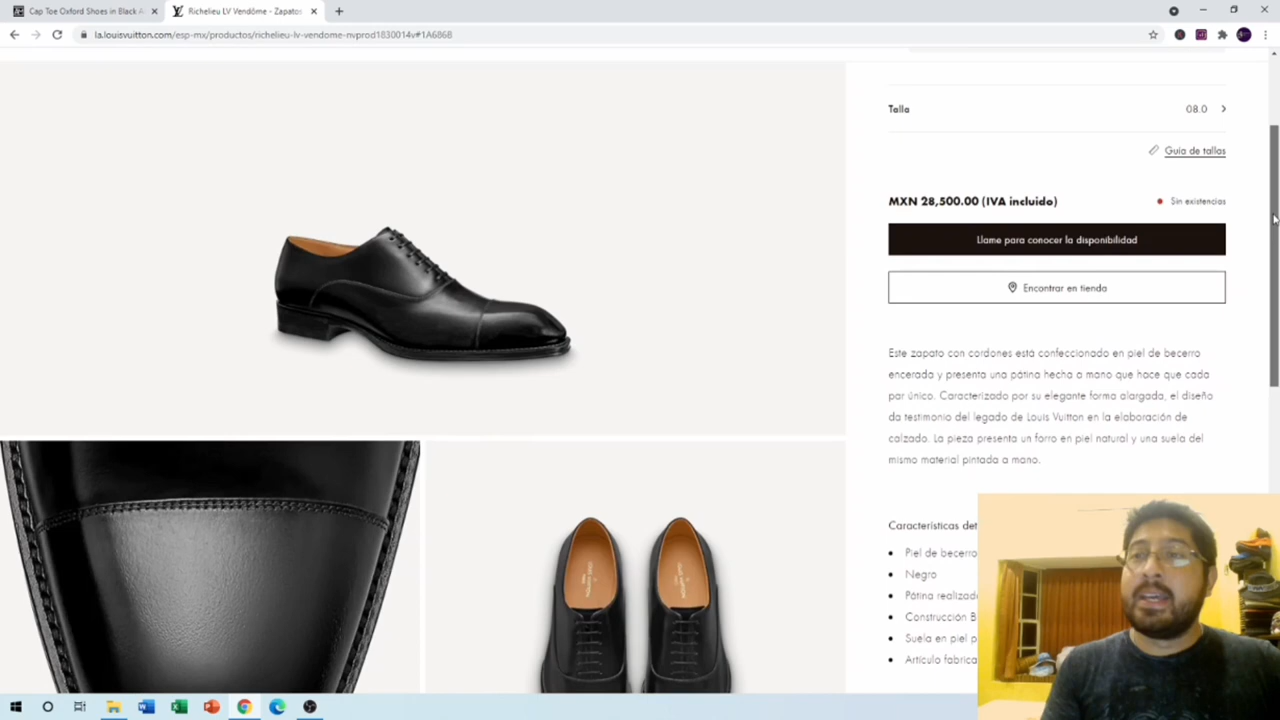 Cap Toe Oxford Shoes in Black A
Richelieu LV Vendôme - Zapatos
la.louisvuitton.com/esp-mx/productos/richelieu-lv-vendome-nvprod1830014v#1A686B
Talla 08.0
Guía de tallas
MXN 28,500.00 (IVA incluido) Sin existencias
Llame para conocer la disponibilidad
Encontrar en tienda
Este zapato con cordones está confeccionado en piel de becerro
encerada y presenta una pátina hecha a mano que hace que cada
par único. Caracterizado por su elegante forma alargada, el diseño
da testimonio del legado de Louis Vuitton en la elaboración de
calzado. La pieza presenta un forro en piel natural y una suela del
mismo material pintada a mano.
Características det
Piel de becerro
Negro
Pátina realizad
Construcción B
Suela en piel p
Artículo fabrica